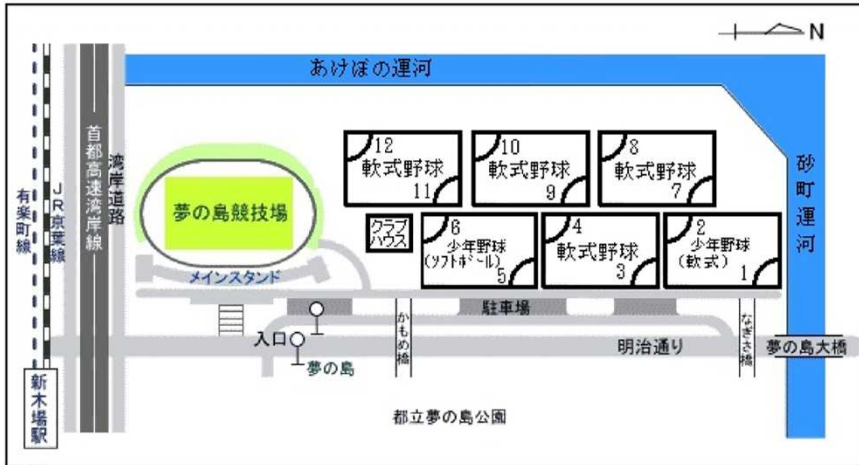 N
あけぼの運河
砂町運河
有楽町線
JR京葉線
首都高速湾岸線
湾岸道路
夢の島競技場
メインスタンド
12
軟式野球
11
10
軟式野球
9
8
軟式野球
7
クラブ
ハウス
6
少年野球
(ソフトボール)
5
4
軟式野球
3
2
少年野球
(軟式)
1
駐車場
かもめ橋
なぎさ橋
入口
明治通り
夢の島大橋
夢の島
新木場駅
都立夢の島公園